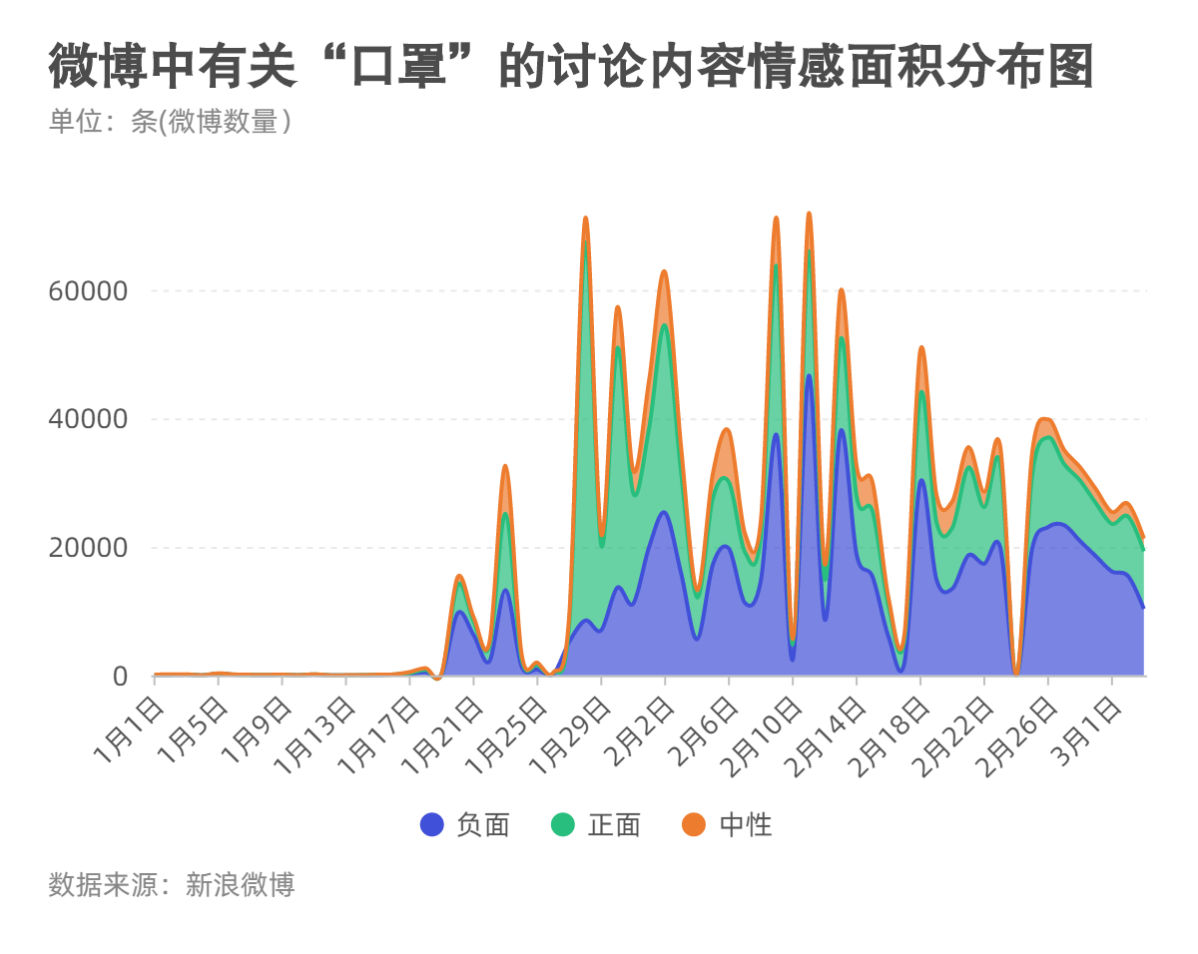 微博中有关“口罩”的讨论内容情感面积分布图
单位：条(微博数量）
60000
40000
20000
0
1月1日
1月5日
1月9日
1月13日
1月17日
1月21日
1月25日
1月29日
2月2日
2月6日
2月10日
2月14日
2月18日
2月22日
2月26日
3月1日
负面 正面 中性
数据来源：新浪微博